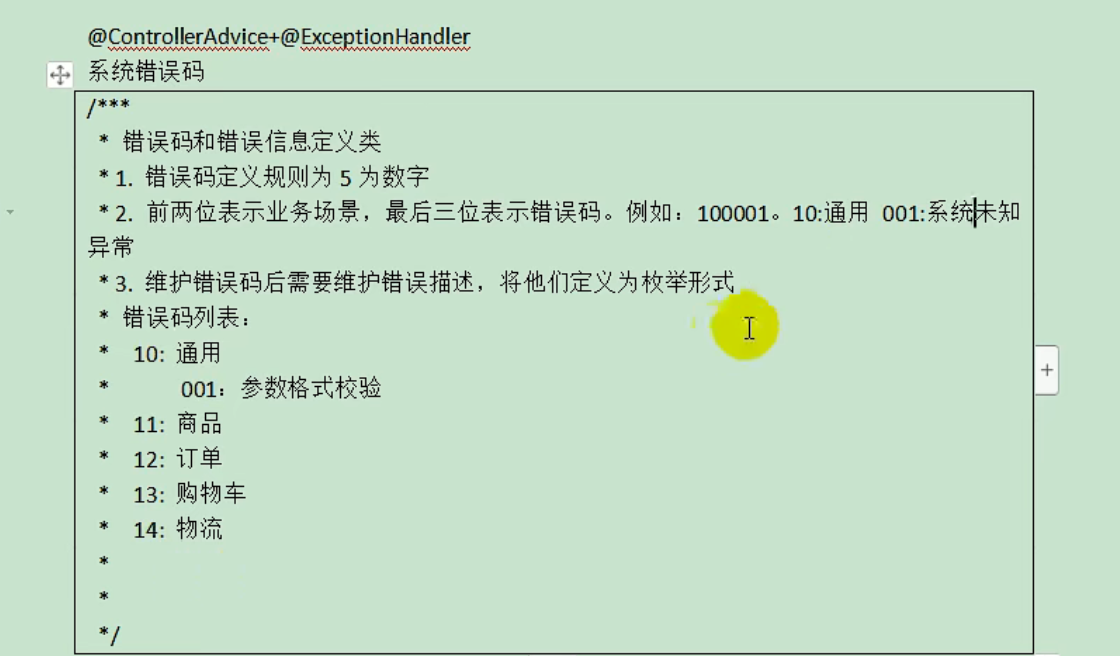 @ControllerAdvice+@ExceptionHandler
系统错误码
/***
* 错误码和错误信息定义类
* 1. 错误码定义规则为 5 为数字
* 2. 前两位表示业务场景，最后三位表示错误码。例如：100001。10:通用 001:系统未知
异常
* 3. 维护错误码后需要维护错误描述，将他们定义为枚举形式
* 错误码列表：
* 10: 通用
* 001：参数格式校验
* 11: 商品
* 12: 订单
* 13: 购物车
* 14: 物流
*
*
*/